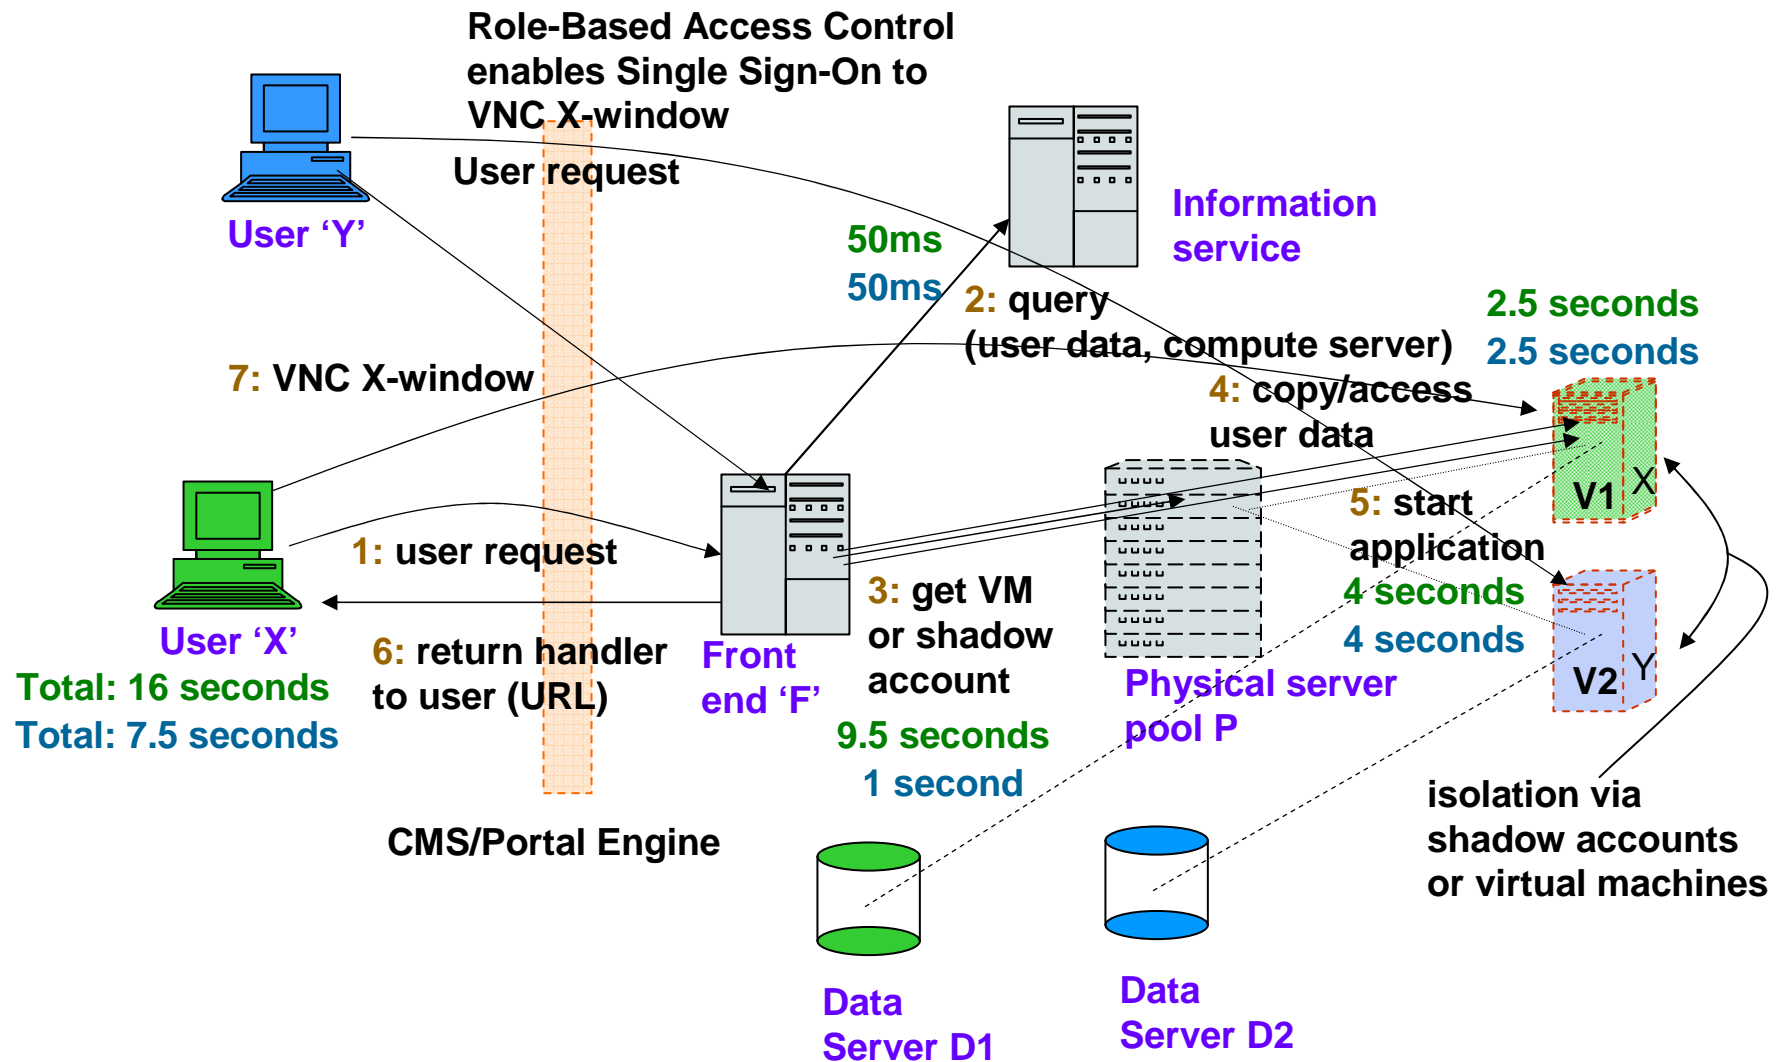 Role-Based Access Control
enables Single Sign-On to
VNC X-window
User request
User ‘Y’
Information
service
50ms
50ms
2: query
(user data, compute server)
2.5 seconds
2.5 seconds
7: VNC X-window
4: copy/access
user data
V1
X
5: start
application
4 seconds
4 seconds
1: user request
User ‘X’
Total: 16 seconds
Total: 7.5 seconds
6: return handler
to user (URL)
Front
end ‘F’
3: get VM
or shadow
account
9.5 seconds
1 second
Physical server
pool P
V2
Y
isolation via
shadow accounts
or virtual machines
CMS/Portal Engine
Data
Server D1
Data
Server D2